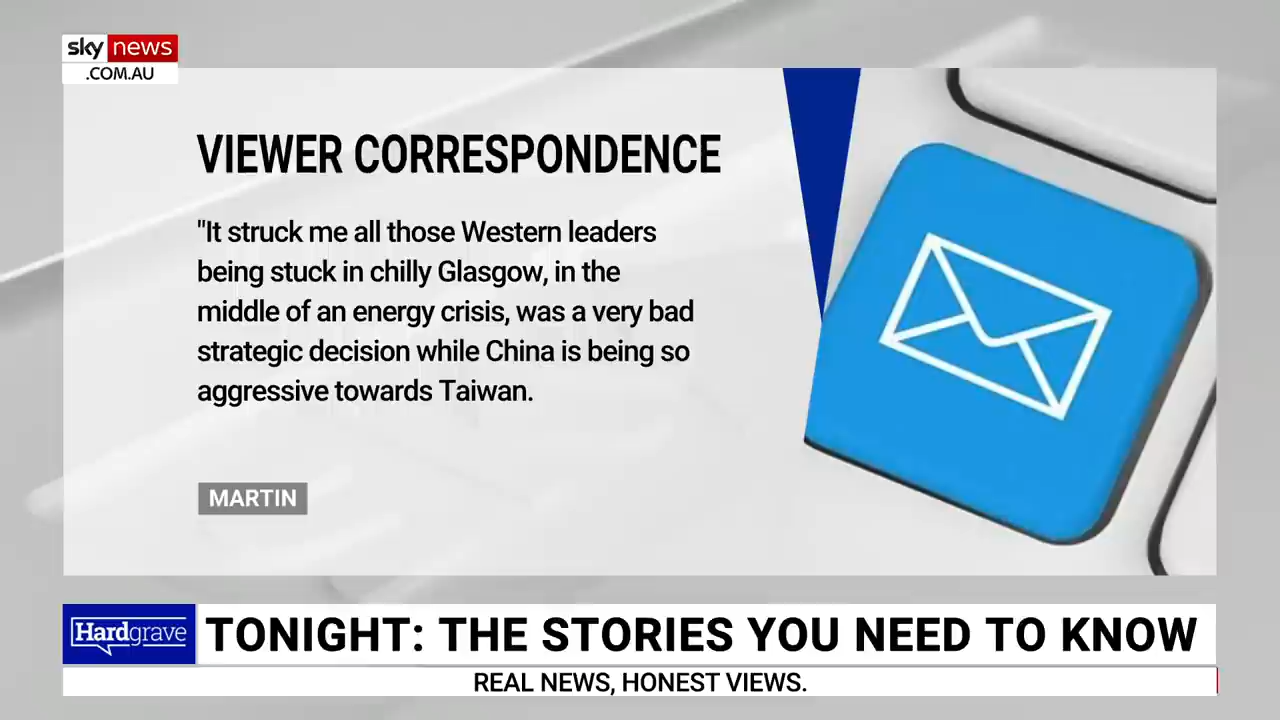 sky news
.COM.AU
VIEWER CORRESPONDENCE
"It struck me all those Western leaders
being stuck in chilly Glasgow, in the
middle of an energy crisis, was a very bad
strategic decision while China is being so
aggressive towards Taiwan.
MARTIN
Hardgrave
TONIGHT: THE STORIES YOU NEED TO KNOW
REAL NEWS, HONEST VIEWS.